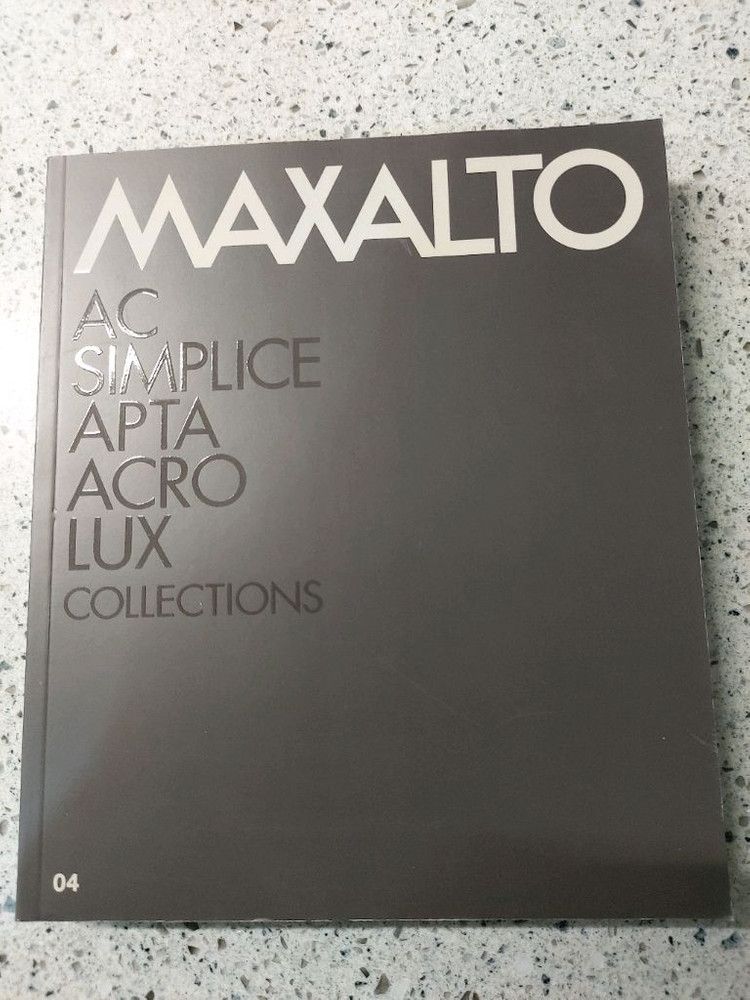 MAXALTO
AC
SIMPLICE
APTA
ACRO
LUX
COLLECTIONS
04